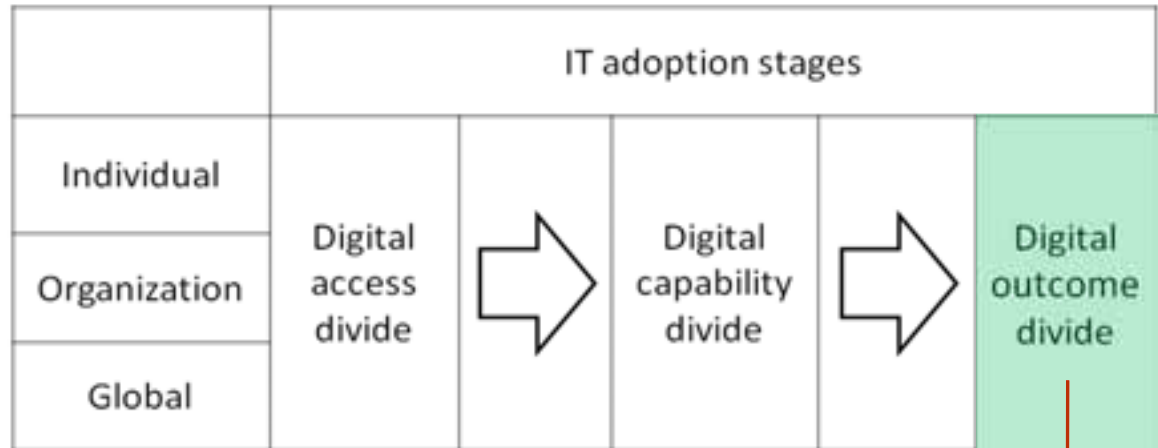 IT adoption stages
Individual
Organization
Global
Digital
access
divide
Digital
capability
divide
Digital
outcome
divide